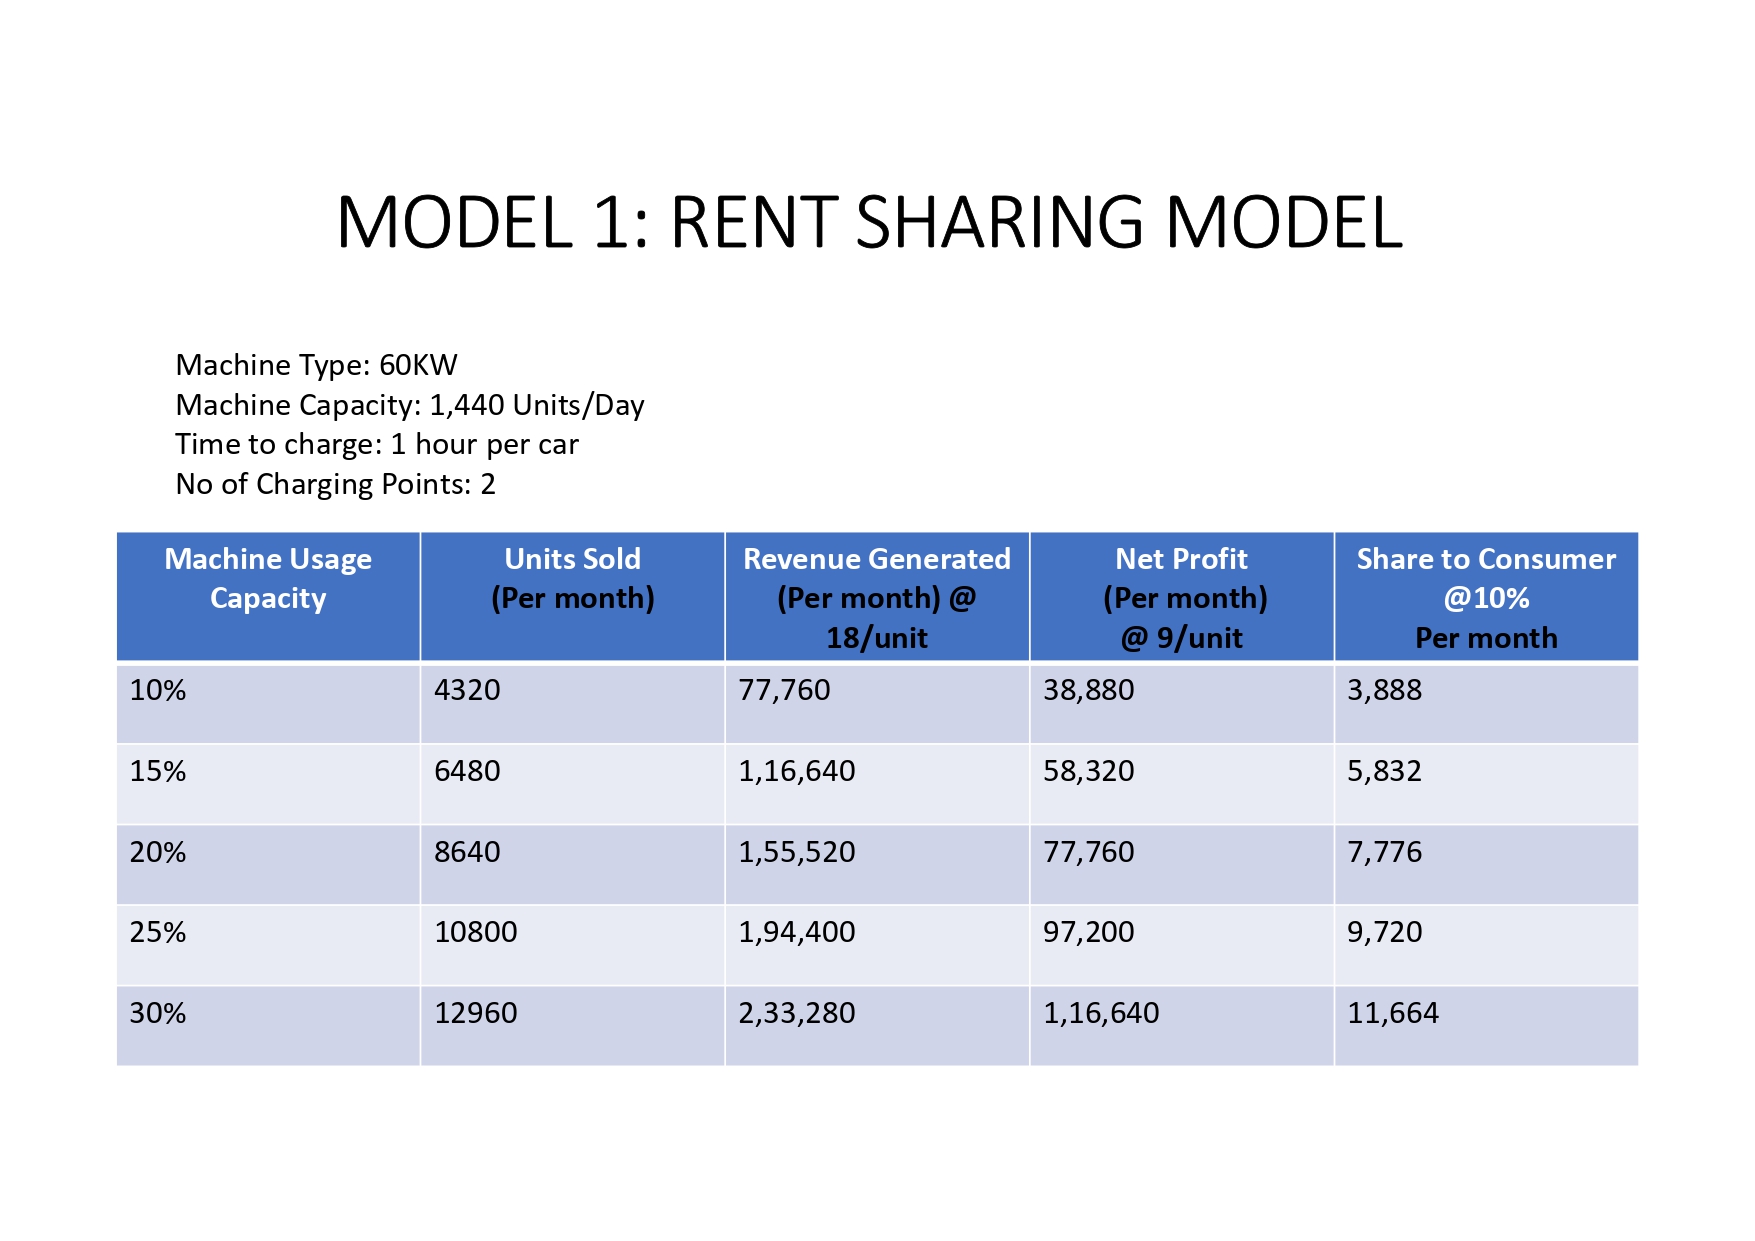 MODEL 1: RENT SHARING MODEL
Machine Type: 60KW
Machine Capacity: 1,440 Units/Day
Time to charge: 1 hour per car
No of Charging Points: 2
Machine Usage Capacity | Units Sold (Per month) | Revenue Generated (Per month) @ 18/unit | Net Profit (Per month) @ 9/unit | Share to Consumer @10% Per month
10% | 4320 | 77,760 | 38,880 | 3,888
15% | 6480 | 1,16,640 | 58,320 | 5,832
20% | 8640 | 1,55,520 | 77,760 | 7,776
25% | 10800 | 1,94,400 | 97,200 | 9,720
30% | 12960 | 2,33,280 | 1,16,640 | 11,664